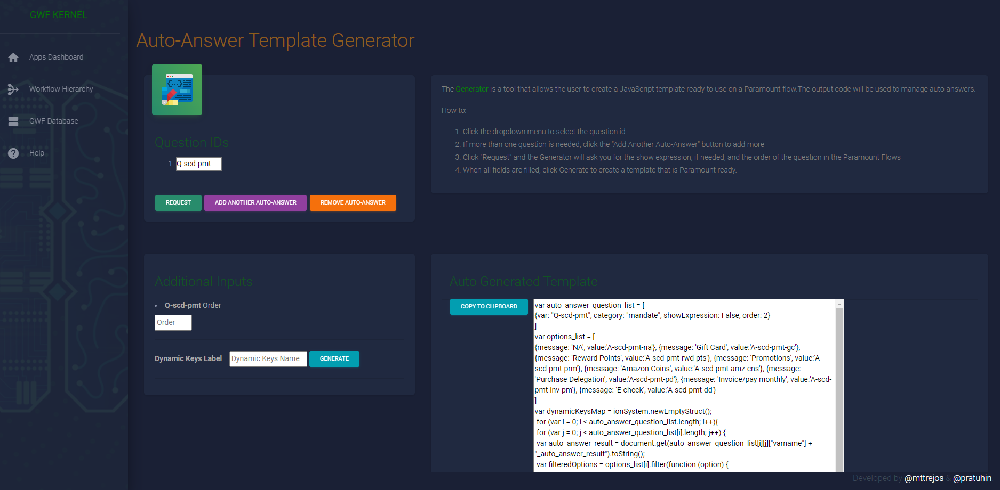 GWF KERNEL
Apps Dashboard
Workflow Hierarchy
GWF Database
Help
Auto-Answer Template Generator
Question IDs
1. Q-scd-pmt
REQUEST
ADD ANOTHER AUTO-ANSWER
REMOVE AUTO-ANSWER
The Generator is a tool that allows the user to create a JavaScript template ready to use on a Paramount flow.The output code will be used to manage auto-answers.
How to:
1. Click the dropdown menu to select the question id
2. If more than one question is needed, click the "Add Another Auto-Answer" button to add more
3. Click "Request" and the Generator will ask you for the show expression, if needed, and the order of the question in the Paramount Flows
4. When all fields are filled, click Generate to create a template that is Paramount ready.
Additional Inputs
• Q-scd-pmt Order
Order
Dynamic Keys Label
Dynamic Keys Name
GENERATE
Auto Generated Template
COPY TO CLIPBOARD
var auto_answer_question_list = [
{var: "Q-scd-pmt", category: "mandate", showExpression: False, order: 2}
]
var options_list = [
{message: 'NA', value:'A-scd-pmt-na'}, {message: 'Gift Card', value:'A-scd-pmt-gc'},
{message: 'Reward Points', value:'A-scd-pmt-rwd-pts'}, {message: 'Promotions', value:'A-
scd-pmt-prm'}, {message: 'Amazon Coins', value:'A-scd-pmt-amz-cns'}, {message:
'Purchase Delegation', value:'A-scd-pmt-pd'}, {message: 'Invoice/pay monthly', value:'A-scd-
pmt-inv-pm'}, {message: 'E-check', value:'A-scd-pmt-dd'}
]
var dynamicKeysMap = ionSystem.newEmptyStruct();
for (var i = 0; i < auto_answer_question_list.length; i++){
for (var j = 0; j < auto_answer_question_list[i].length; j++) {
var auto_answer_result = document.get(auto_answer_question_list[i][j]["varname"] +
"_auto_answer_result").toString();
var filteredOptions = options_list[i].filter(function (option) {
Developed by @mttrejos & @pratuhin